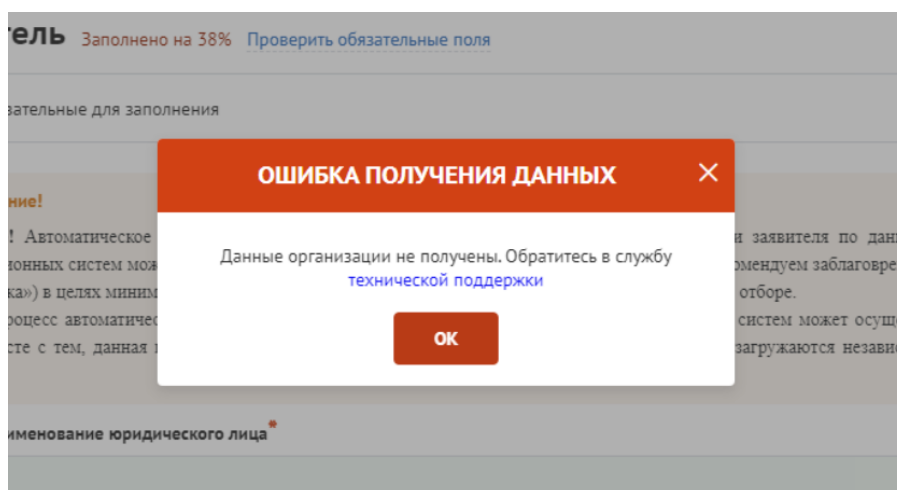 тель Заполнено на 38% Проверить обязательные поля
зательные для заполнения
ОШИБКА ПОЛУЧЕНИЯ ДАННЫХ
ние!
! Автоматическое
и заявителя по дан
Данные организации не получены. Обратитесь в службу
ионных систем мож
омендуем заблаговре
технической поддержки
ка») в целях миним
отборе.
роцесс автоматичес
систем может осущ
ОК
сте с тем, данная
загружаются независ
именование юридического лица*